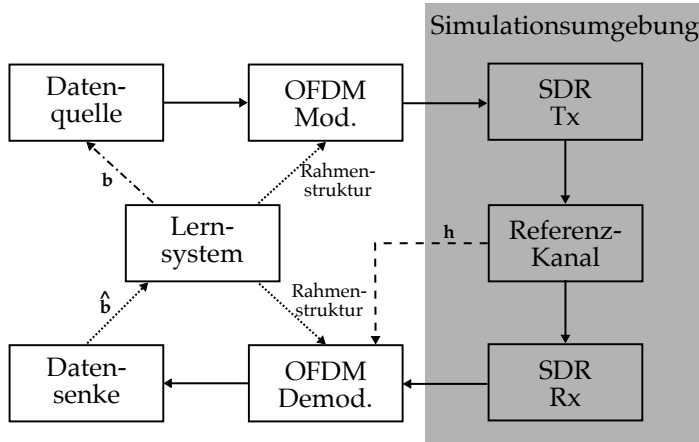 Simulationsumgebung
Daten-
quelle
OFDM
Mod.
SDR
Tx
b
Rahmen-
struktur
Lern-
system
h
Referenz-
Kanal
b̂
Rahmen-
struktur
Daten-
senke
OFDM
Demod.
SDR
Rx